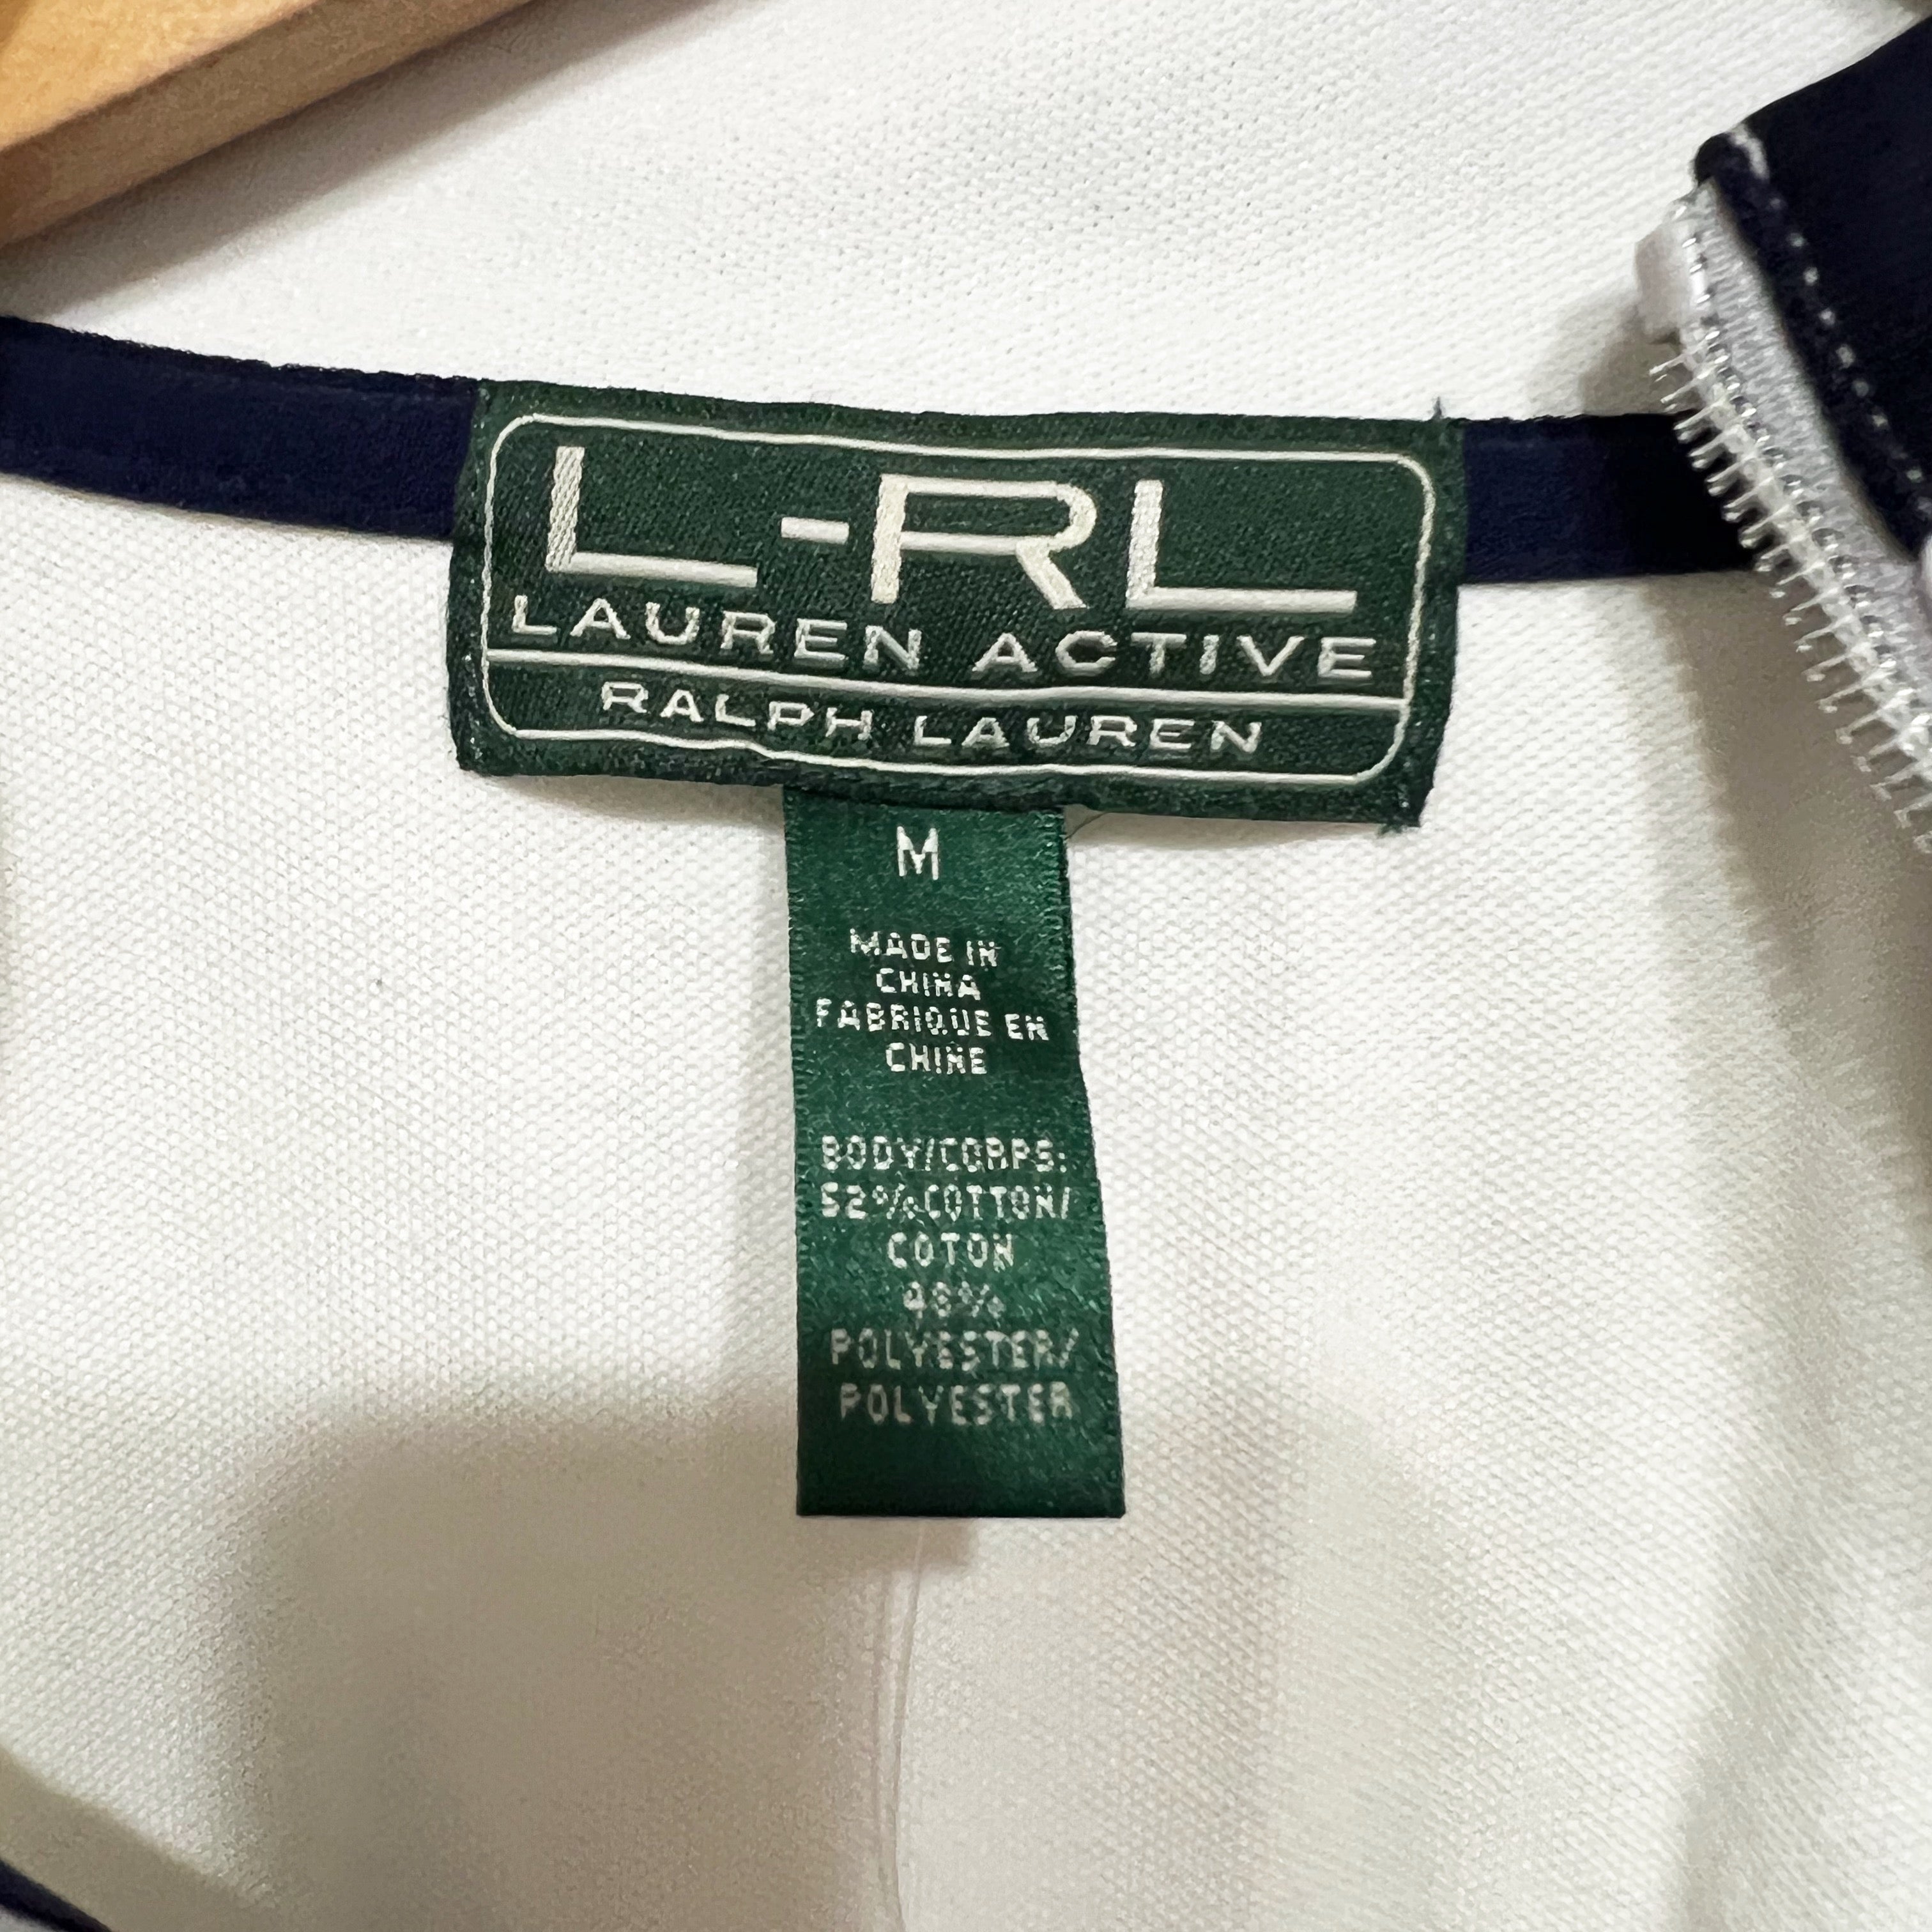 L-RL
LAUREN ACTIVE
RALPH LAUREN
M
MADE IN
CHINA
FABRIQUE EN
CHINE
BODY/CORPS:
52%COTTON/
COTON
48%
POLYESTER/
POLYESTER